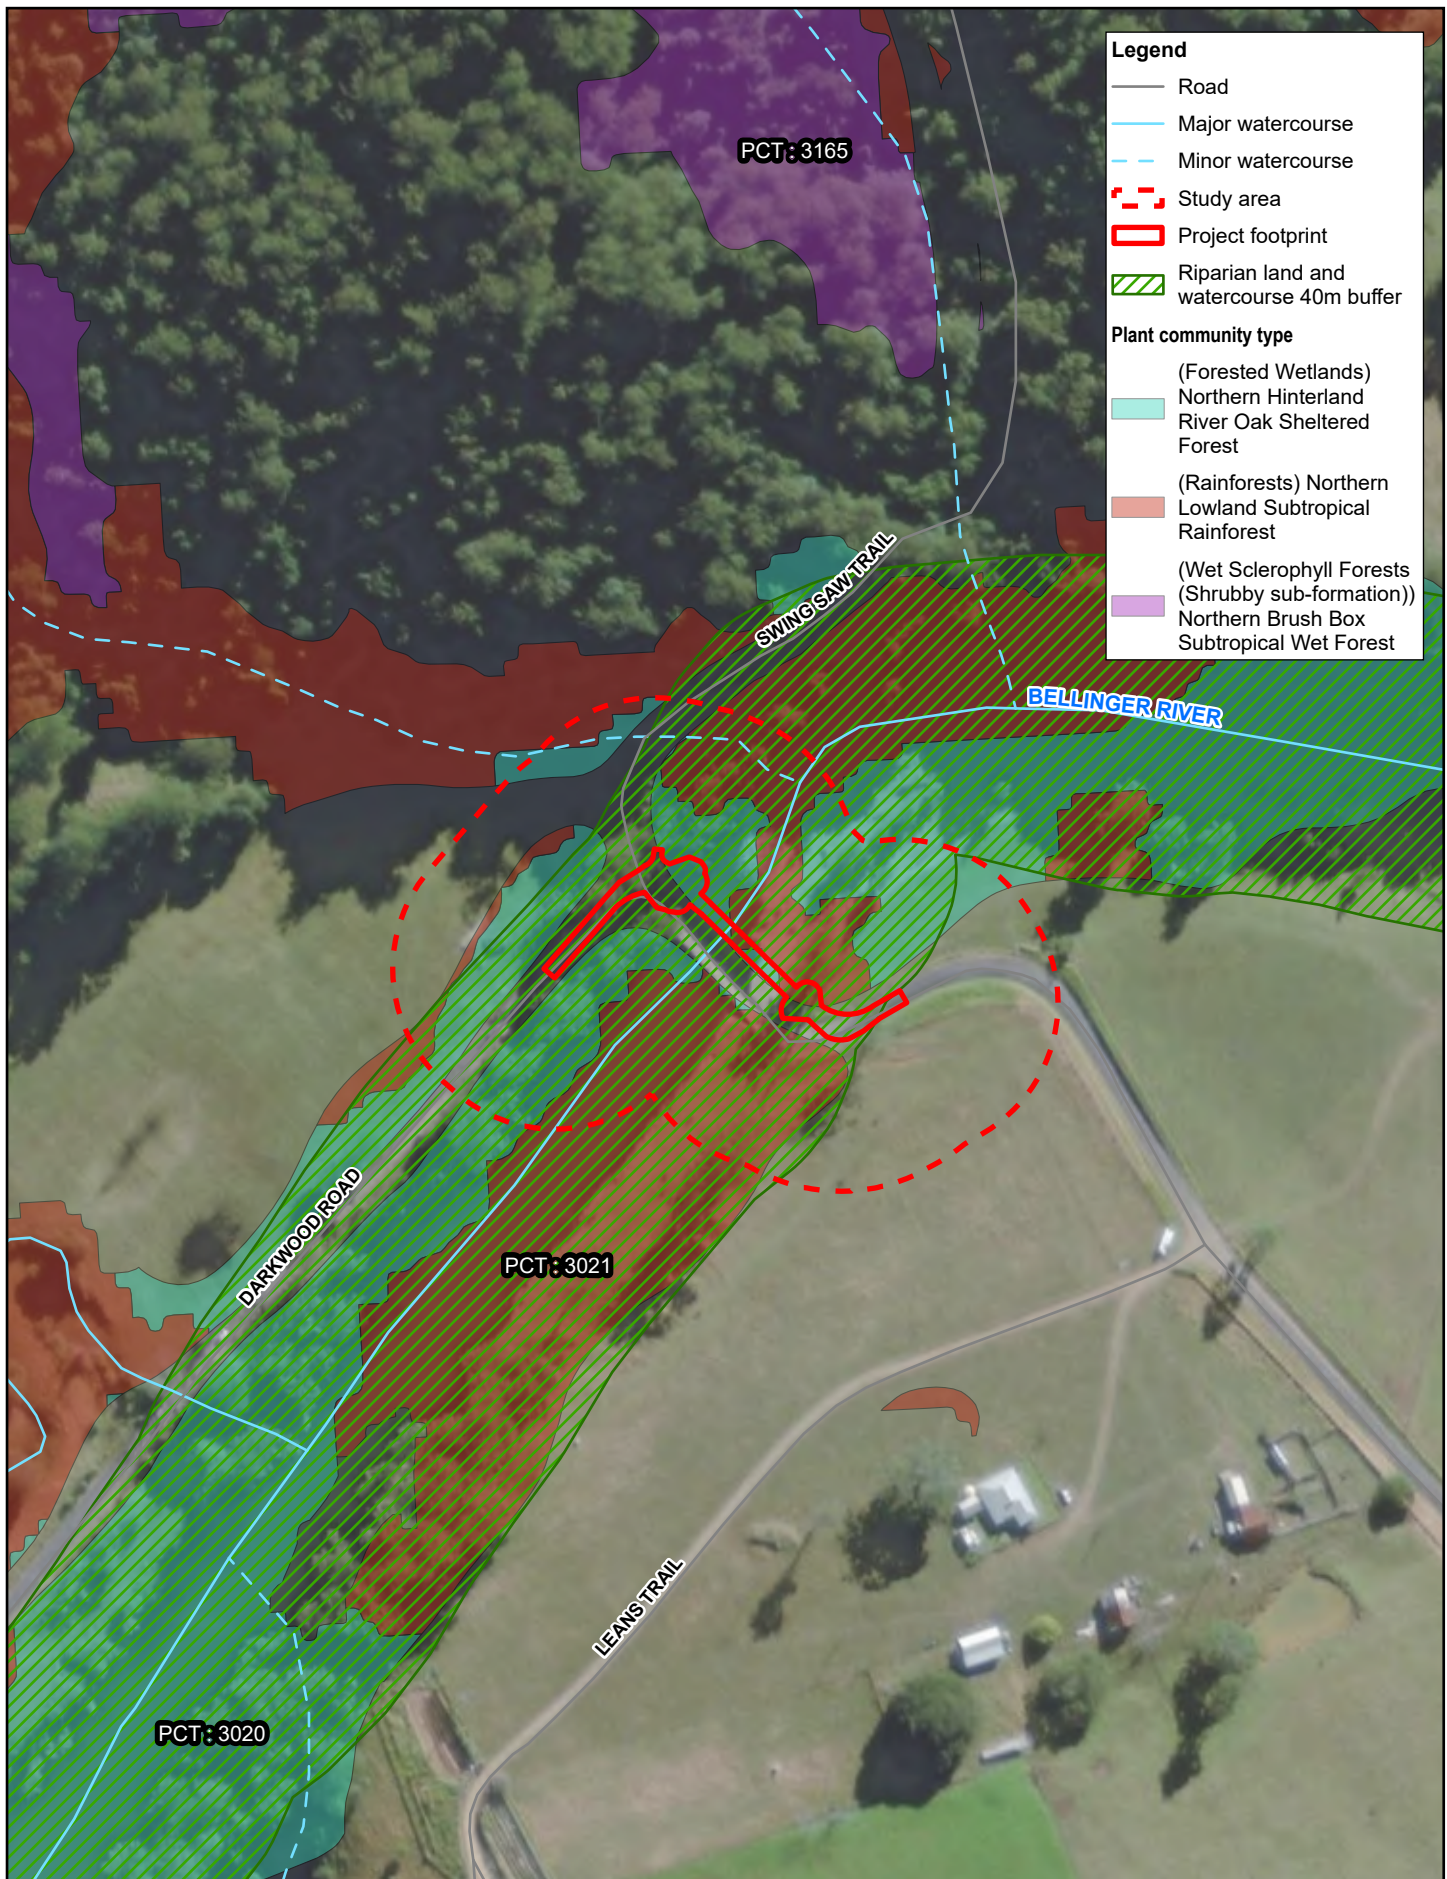 Legend
Road
Major watercourse
Minor watercourse
Study area
Project footprint
Riparian land and
watercourse 40m buffer
Plant community type
(Forested Wetlands)
Northern Hinterland
River Oak Sheltered
Forest
(Rainforests) Northern
Lowland Subtropical
Rainforest
(Wet Sclerophyll Forests
(Shrubby sub-formation))
Northern Brush Box
Subtropical Wet Forest
PCT : 3165
SWING SAW TRAIL
BELLINGER RIVER
DARKWOOD ROAD
PCT : 3021
LEANS TRAIL
PCT : 3020